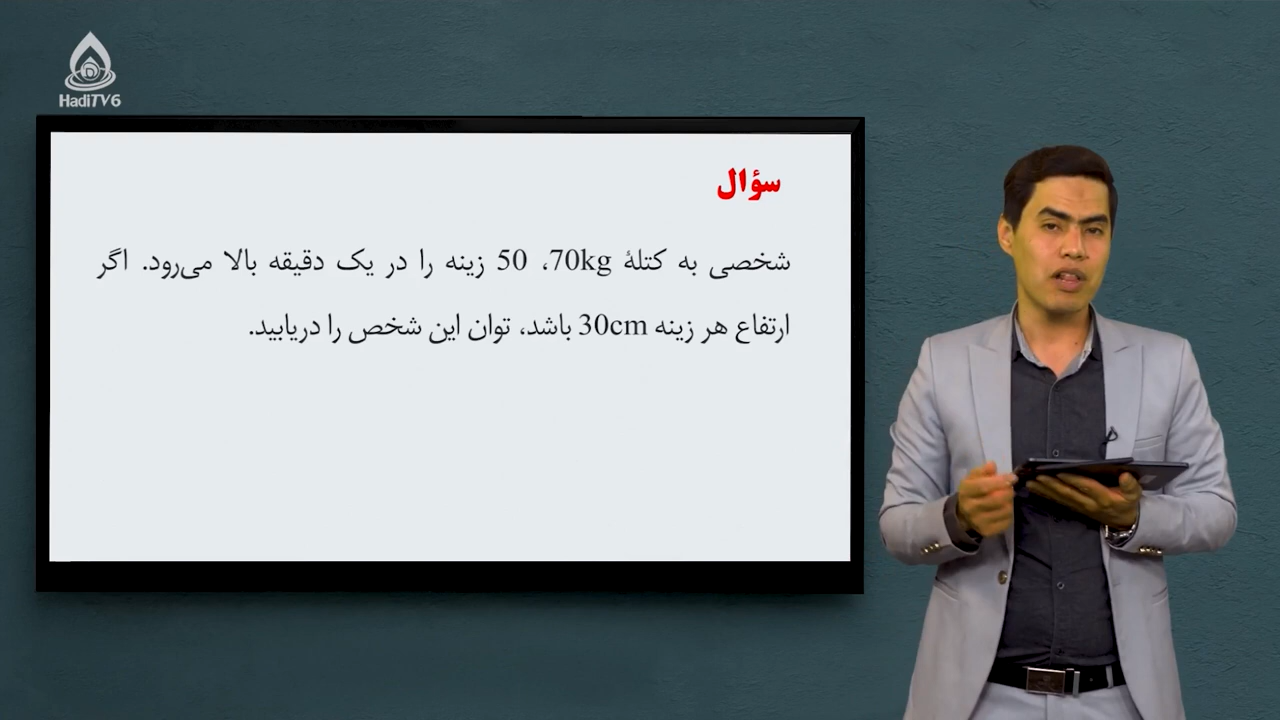 HadiTV6
سؤال
شخصی به کتلهٔ 70kg، 50 زینه را در یک دقیقه بالا می‌رود. اگر
ارتفاع هر زینه 30cm باشد، توان این شخص را دریابید.